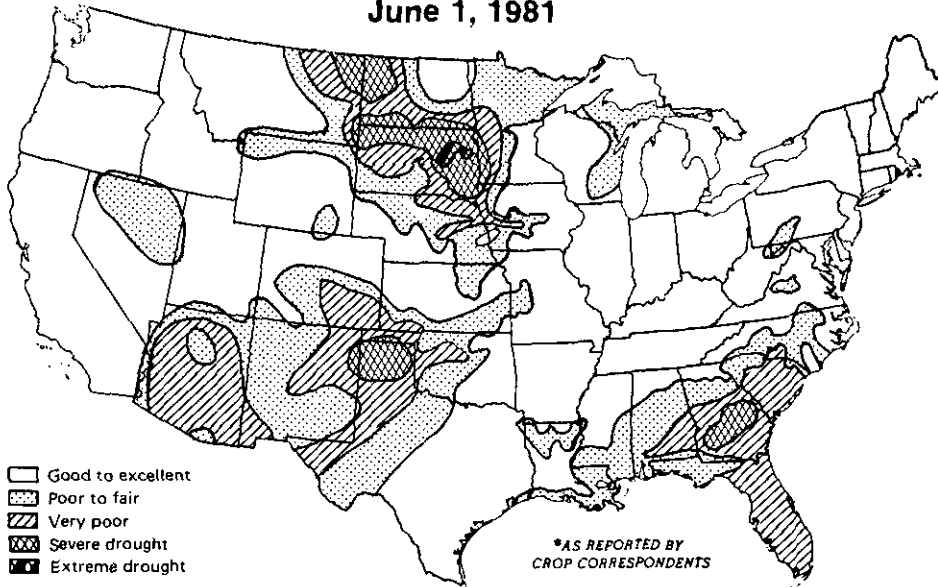 June 1, 1981
Good to excellent
Poor to fair
Very poor
Severe drought
Extreme drought
*AS REPORTED BY
CROP CORRESPONDENTS